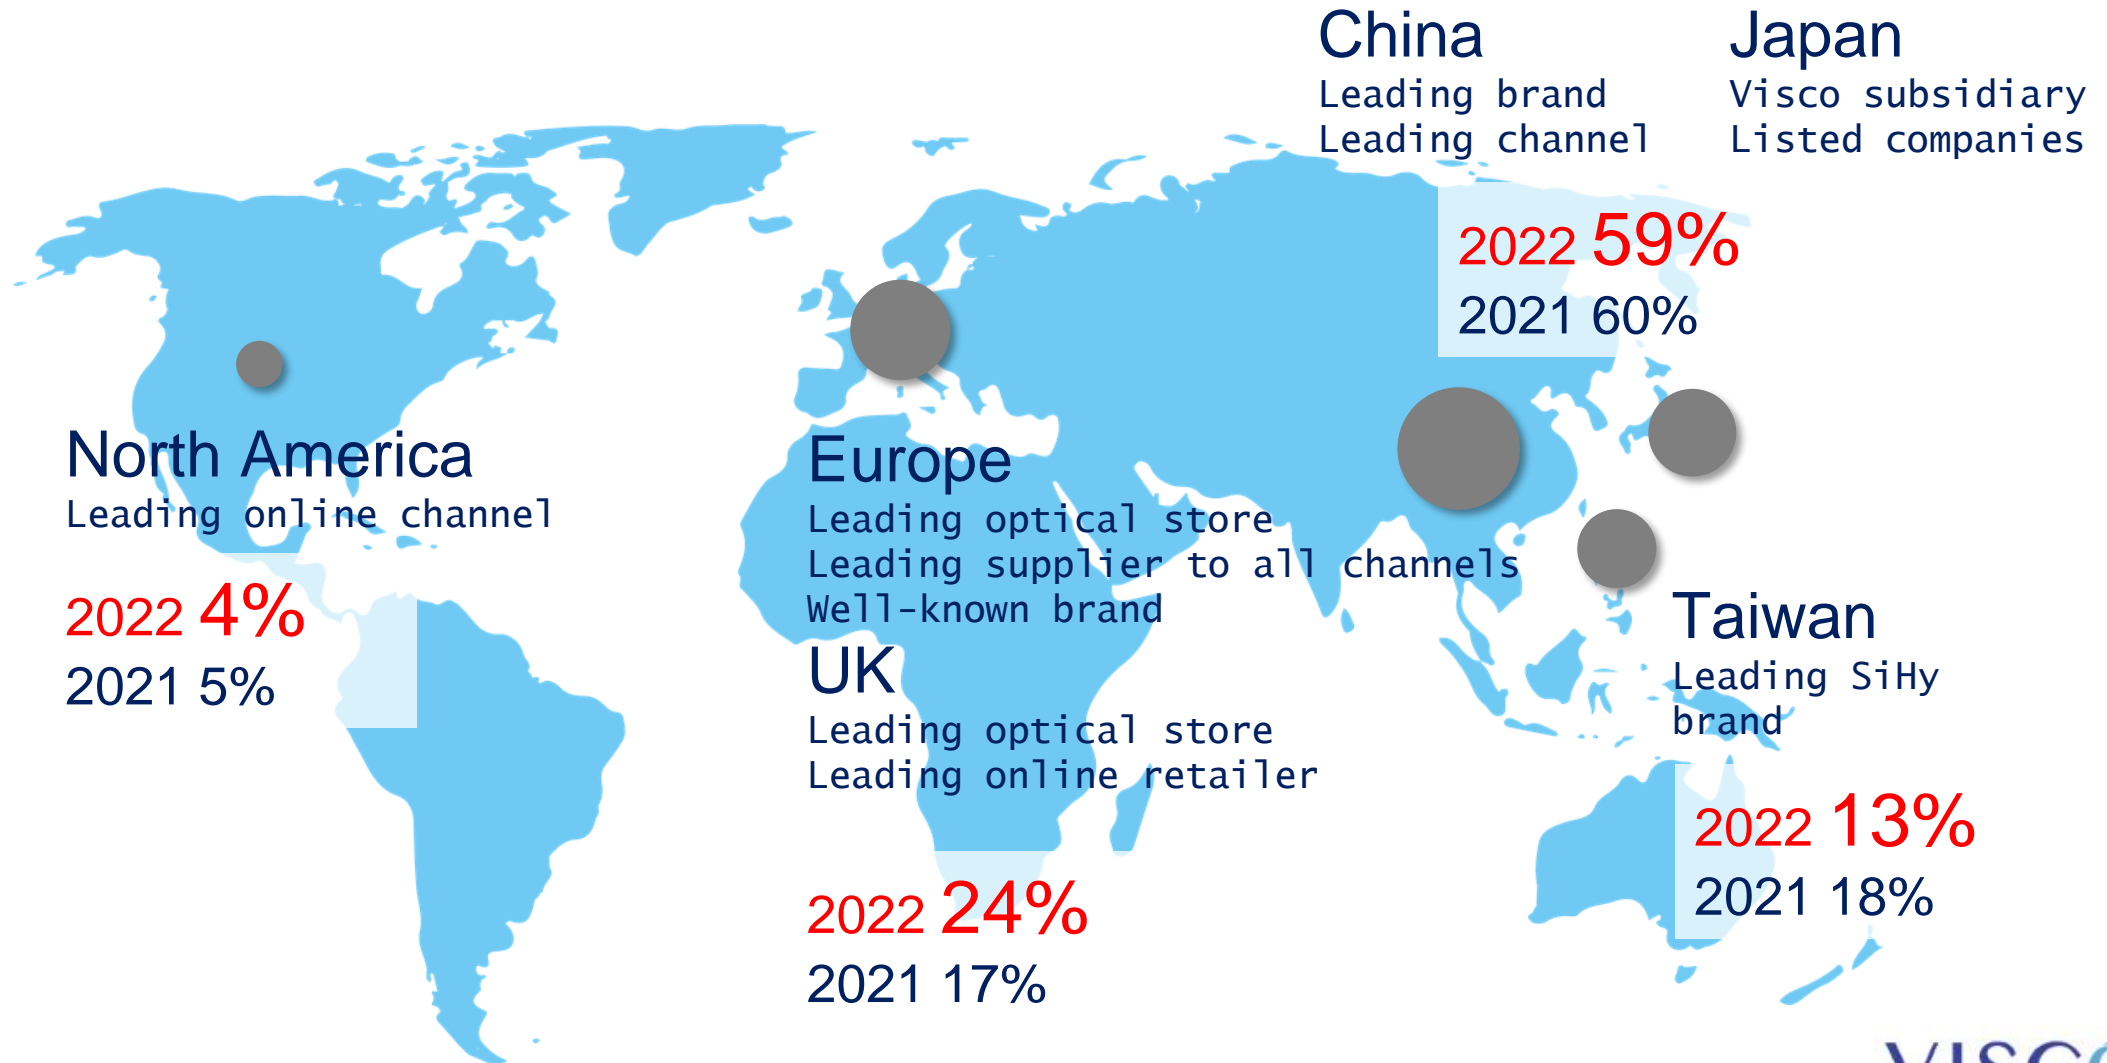 China
Leading brand
Leading channel
Japan
Visco subsidiary
Listed companies
2022 59%
2021 60%
North America
Leading online channel
2022 4%
2021 5%
Europe
Leading optical store
Leading supplier to all channels
Well-known brand
UK
Leading optical store
Leading online retailer
2022 24%
2021 17%
Taiwan
Leading SiHy
brand
2022 13%
2021 18%